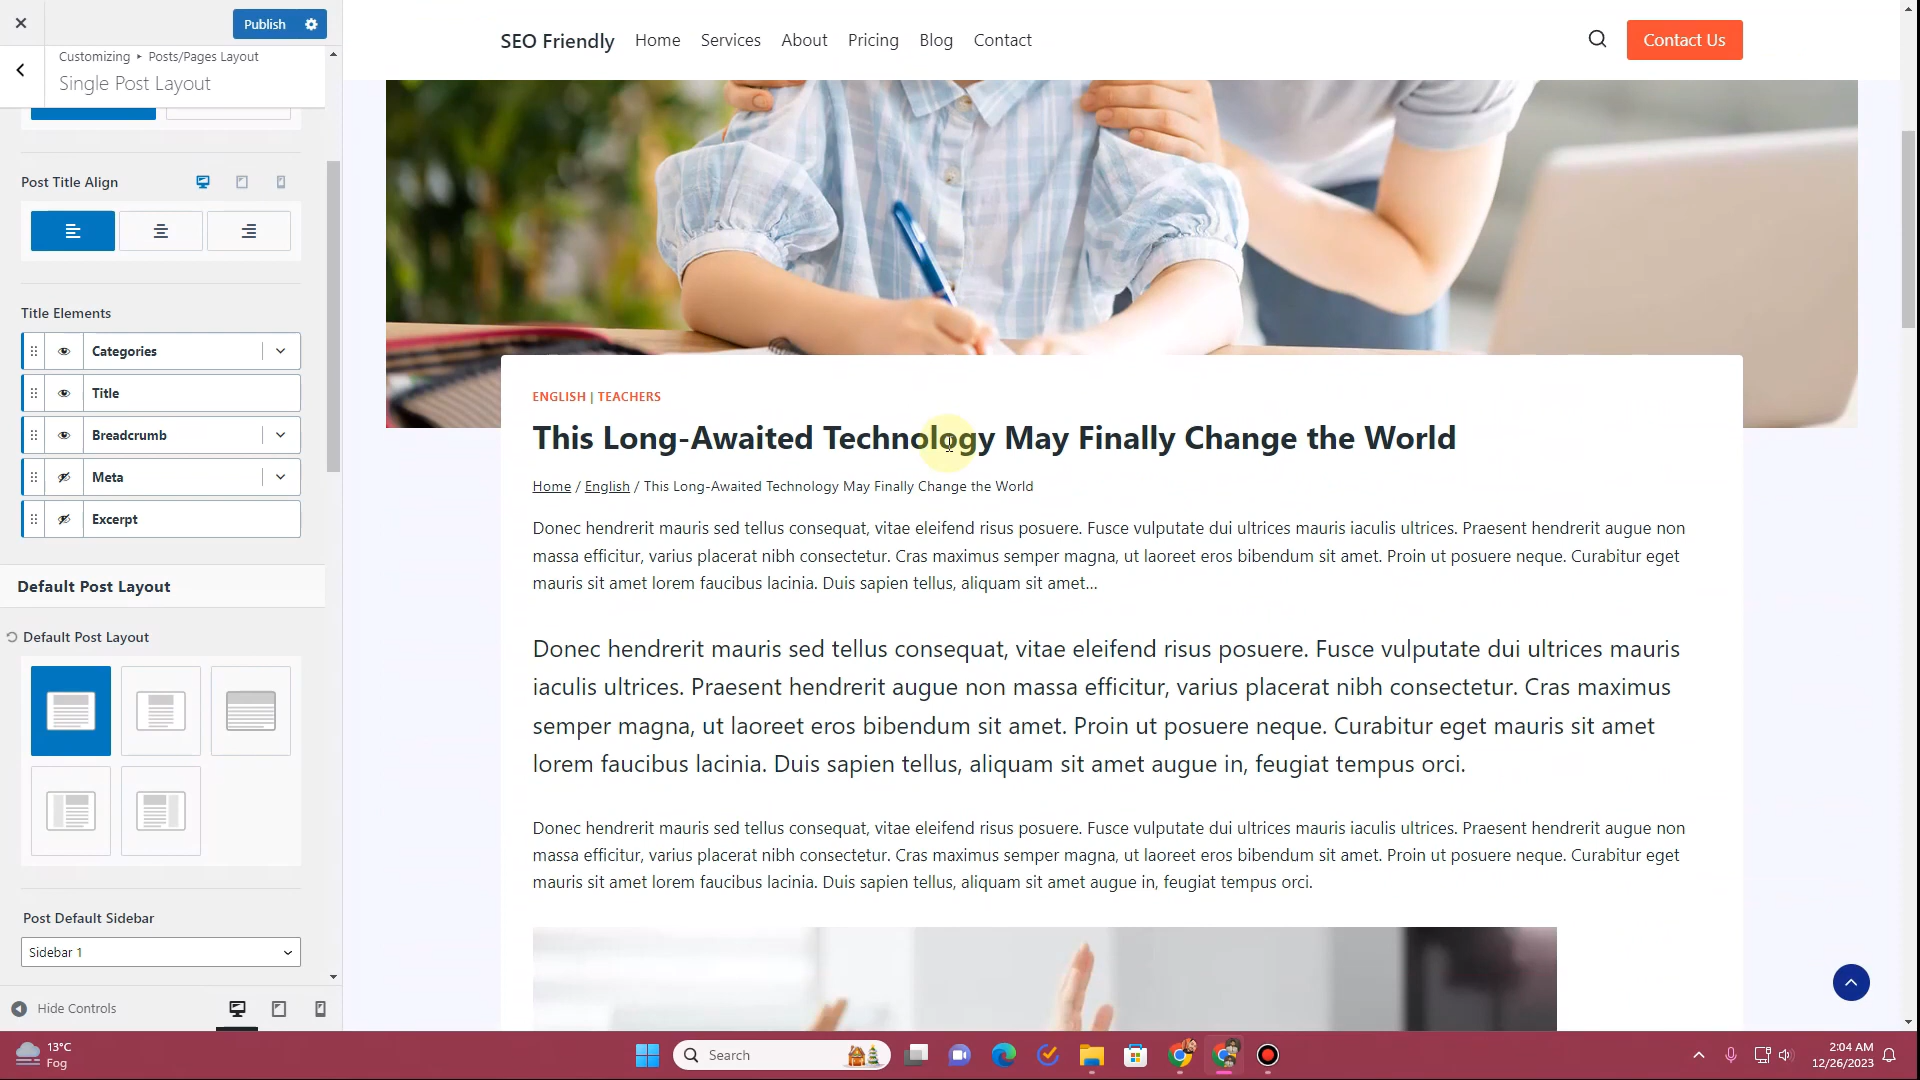 Publish
Customizing ▸ Posts/Pages Layout
Single Post Layout
Post Title Align
Title Elements
Categories
Title
Breadcrumb
Meta
Excerpt
Default Post Layout
Default Post Layout
Post Default Sidebar
Sidebar 1
Hide Controls
SEO Friendly Home Services About Pricing Blog Contact
Contact Us
ENGLISH | TEACHERS
This Long-Awaited Technology May Finally Change the World
Home / English / This Long-Awaited Technology May Finally Change the World
Donec hendrerit mauris sed tellus consequat, vitae eleifend risus posuere. Fusce vulputate dui ultrices mauris iaculis ultrices. Praesent hendrerit augue non
massa efficitur, varius placerat nibh consectetur. Cras maximus semper magna, ut laoreet eros bibendum sit amet. Proin ut posuere neque. Curabitur eget
mauris sit amet lorem faucibus lacinia. Duis sapien tellus, aliquam sit amet...
Donec hendrerit mauris sed tellus consequat, vitae eleifend risus posuere. Fusce vulputate dui ultrices mauris
iaculis ultrices. Praesent hendrerit augue non massa efficitur, varius placerat nibh consectetur. Cras maximus
semper magna, ut laoreet eros bibendum sit amet. Proin ut posuere neque. Curabitur eget mauris sit amet
lorem faucibus lacinia. Duis sapien tellus, aliquam sit amet augue in, feugiat tempus orci.
Donec hendrerit mauris sed tellus consequat, vitae eleifend risus posuere. Fusce vulputate dui ultrices mauris iaculis ultrices. Praesent hendrerit augue non
massa efficitur, varius placerat nibh consectetur. Cras maximus semper magna, ut laoreet eros bibendum sit amet. Proin ut posuere neque. Curabitur eget
mauris sit amet lorem faucibus lacinia. Duis sapien tellus, aliquam sit amet augue in, feugiat tempus orci.
13°C
Fog
Search
2:04 AM
12/26/2023